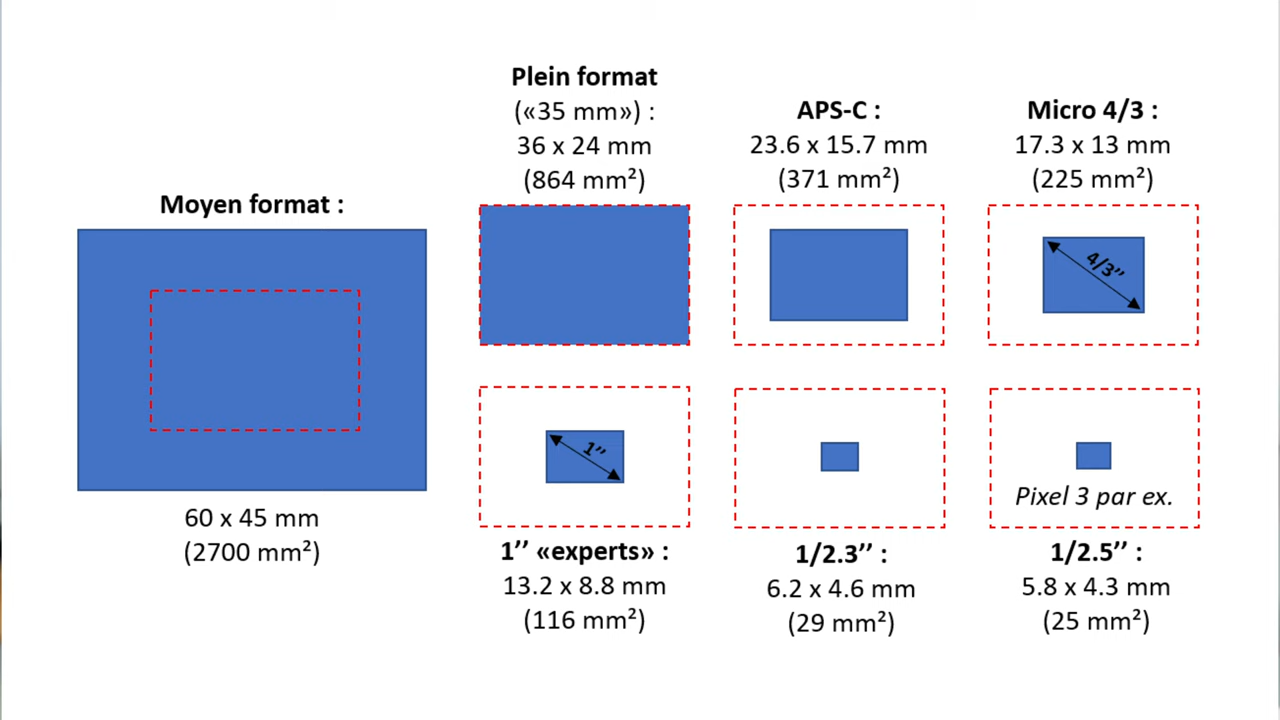 Moyen format :
60 x 45 mm
(2700 mm²)
Plein format
(«35 mm») :
36 x 24 mm
(864 mm²)
APS-C :
23.6 x 15.7 mm
(371 mm²)
Micro 4/3 :
17.3 x 13 mm
(225 mm²)
4/3’’
1’’
1’’ «experts» :
13.2 x 8.8 mm
(116 mm²)
1/2.3’’ :
6.2 x 4.6 mm
(29 mm²)
Pixel 3 par ex.
1/2.5’’ :
5.8 x 4.3 mm
(25 mm²)